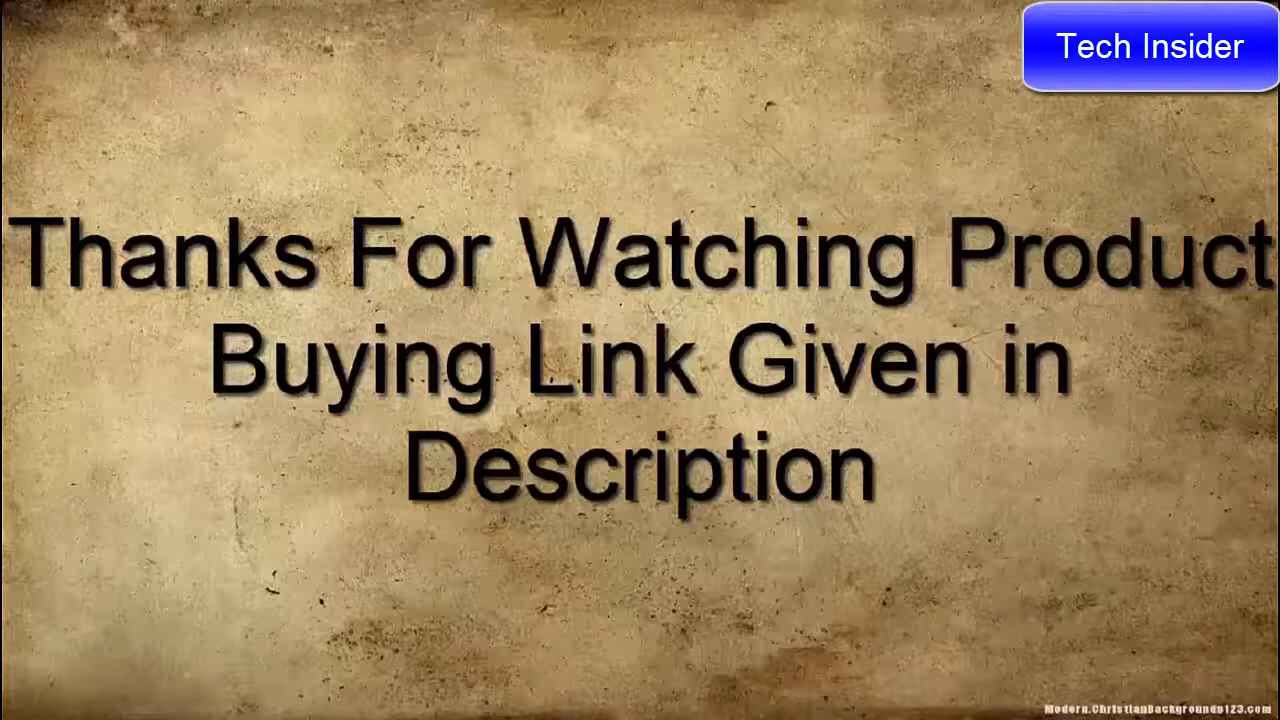 Tech Insider
Thanks For Watching Product
Buying Link Given in
Description
Modern.ChristianBackgrounds123.com